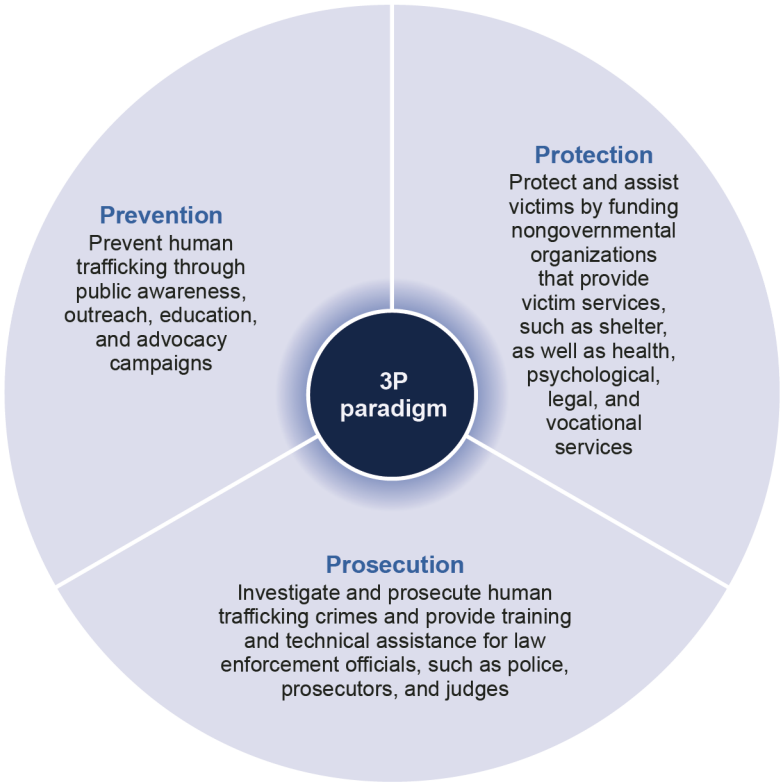 Prevention
Prevent human
trafficking through
public awareness,
outreach, education,
and advocacy
campaigns
Protection
Protect and assist
victims by funding
nongovernmental
organizations
that provide
victim services,
such as shelter,
as well as health,
psychological,
legal, and
vocational
services
3P
paradigm
Prosecution
Investigate and prosecute human
trafficking crimes and provide training
and technical assistance for law
enforcement officials, such as police,
prosecutors, and judges